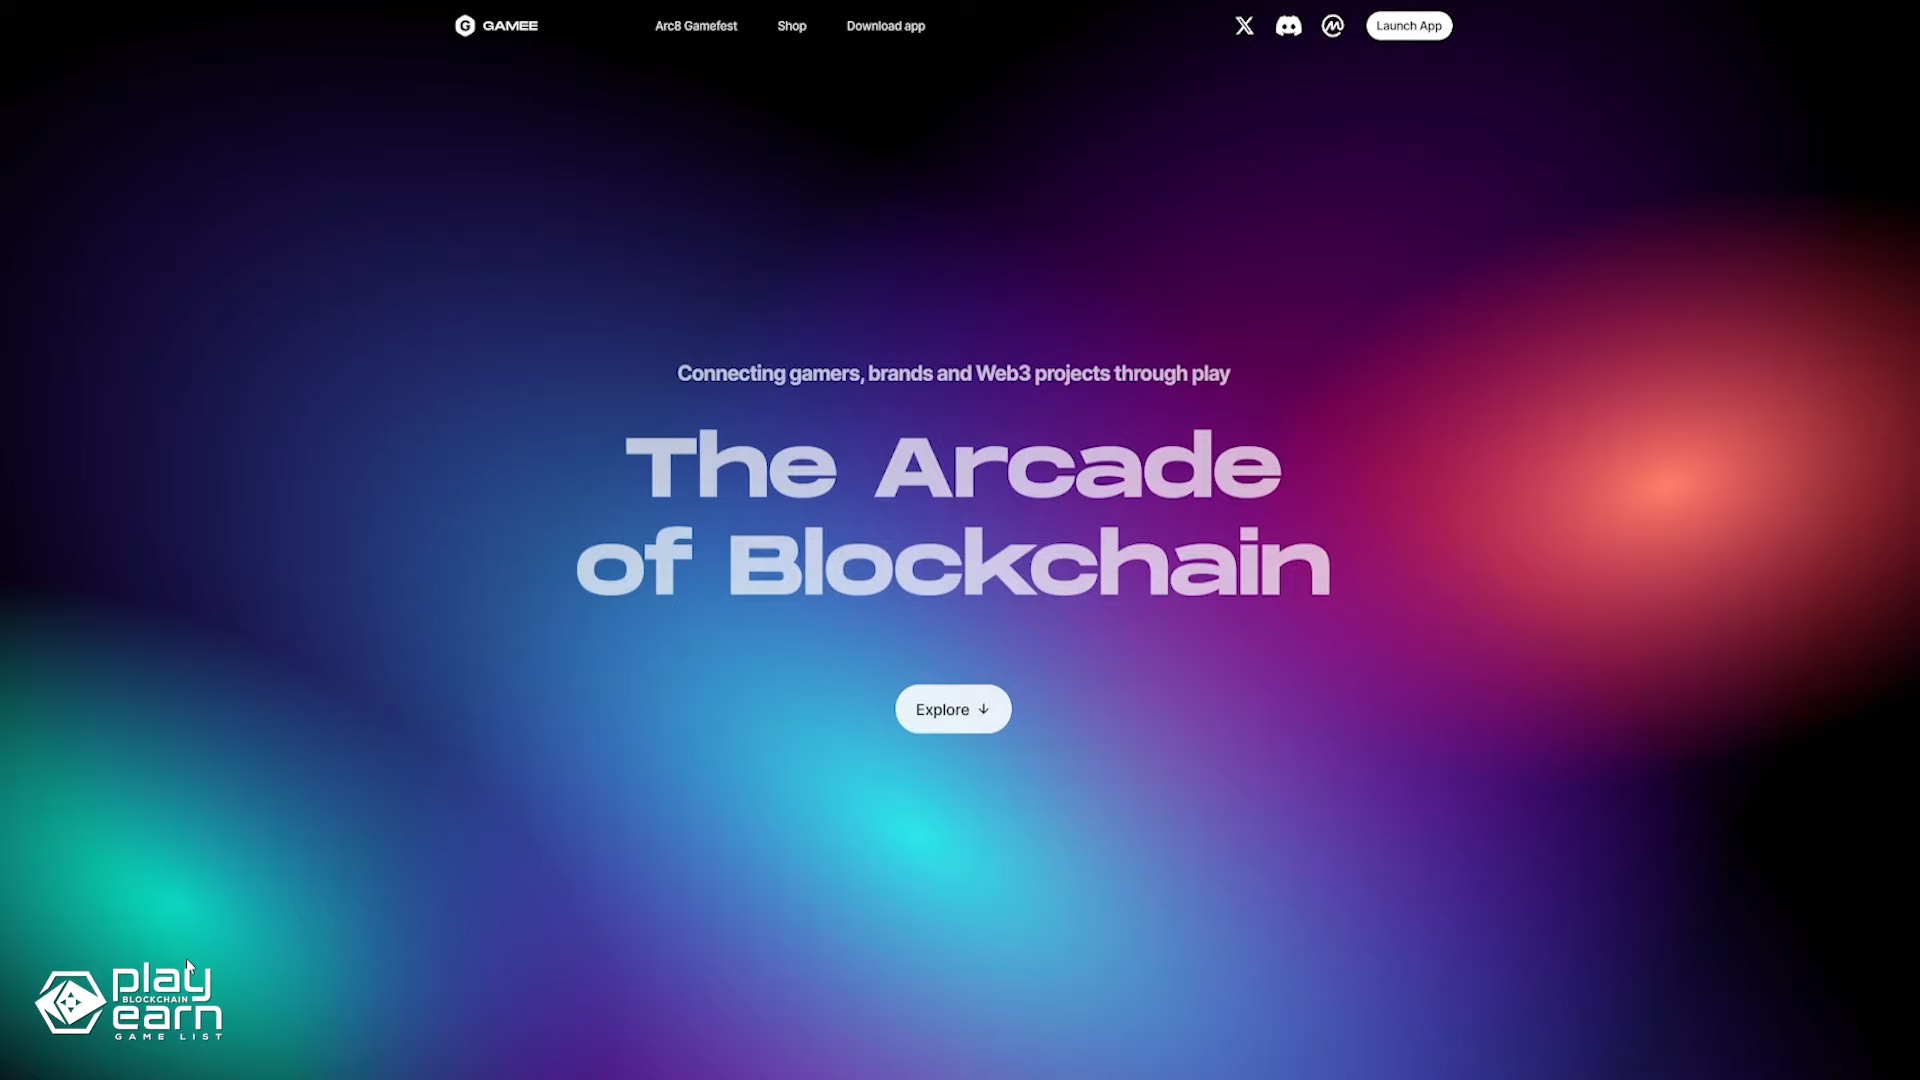 GAMEE
Arc8 Gamefest
Shop
Download app
Launch App
Connecting gamers, brands and Web3 projects through play
The Arcade
of Blockchain
Explore ↓
play
BLOCKCHAIN
earn
GAME LIST